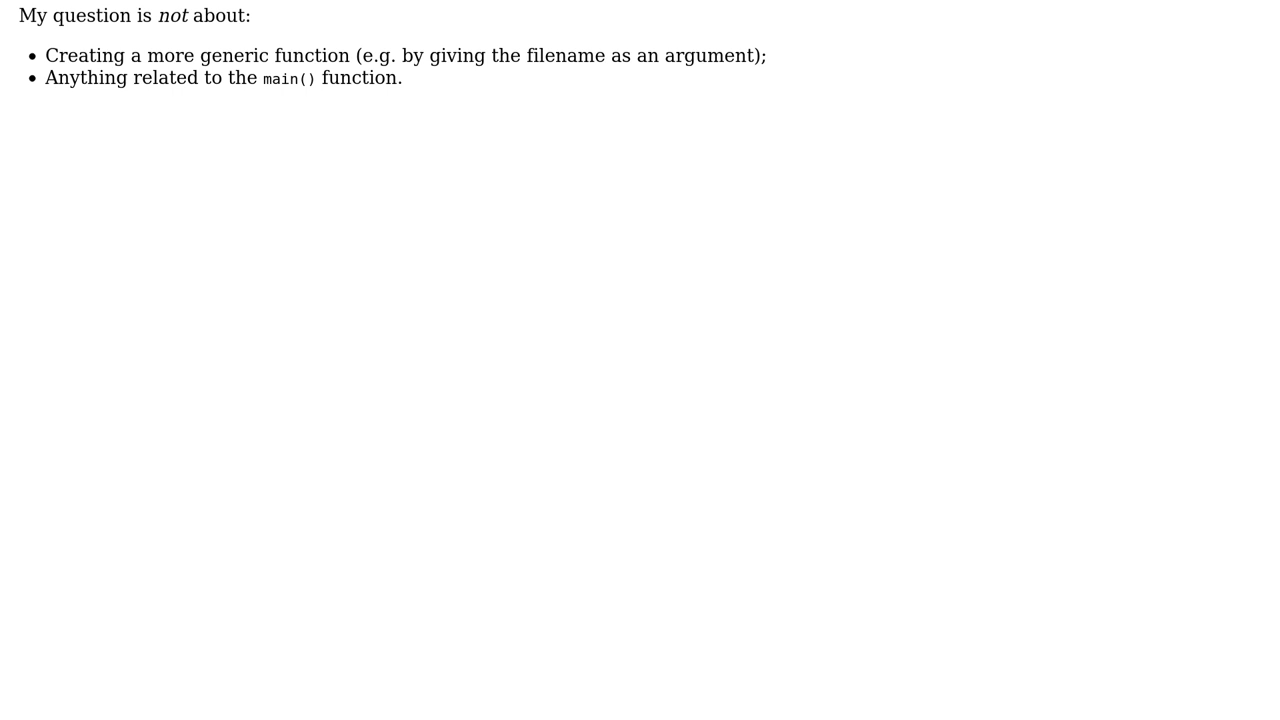 My question is not about:
• Creating a more generic function (e.g. by giving the filename as an argument);
• Anything related to the main() function.